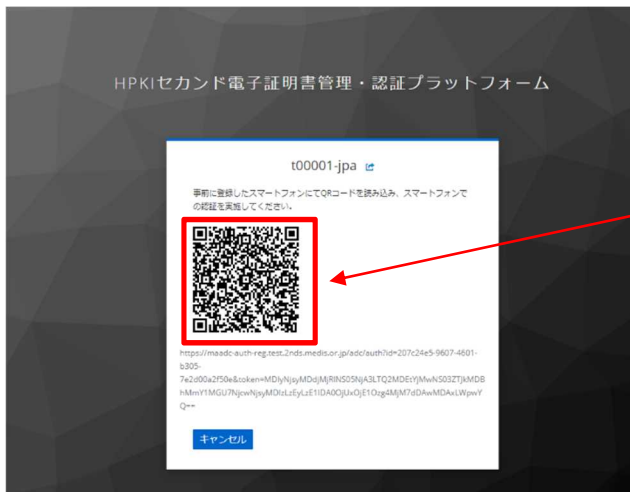 HPKIセカンド電子証明書管理・認証プラットフォーム
t00001-jpa
事前に登録したスマートフォンにてQRコードを読み込み、スマートフォンで
の認証を実施してください。
https://maadc-auth-reg.test.2nds.medis.or.jp/adc/auth?id=207c24e5-9607-4601-
b305-
キャンセル